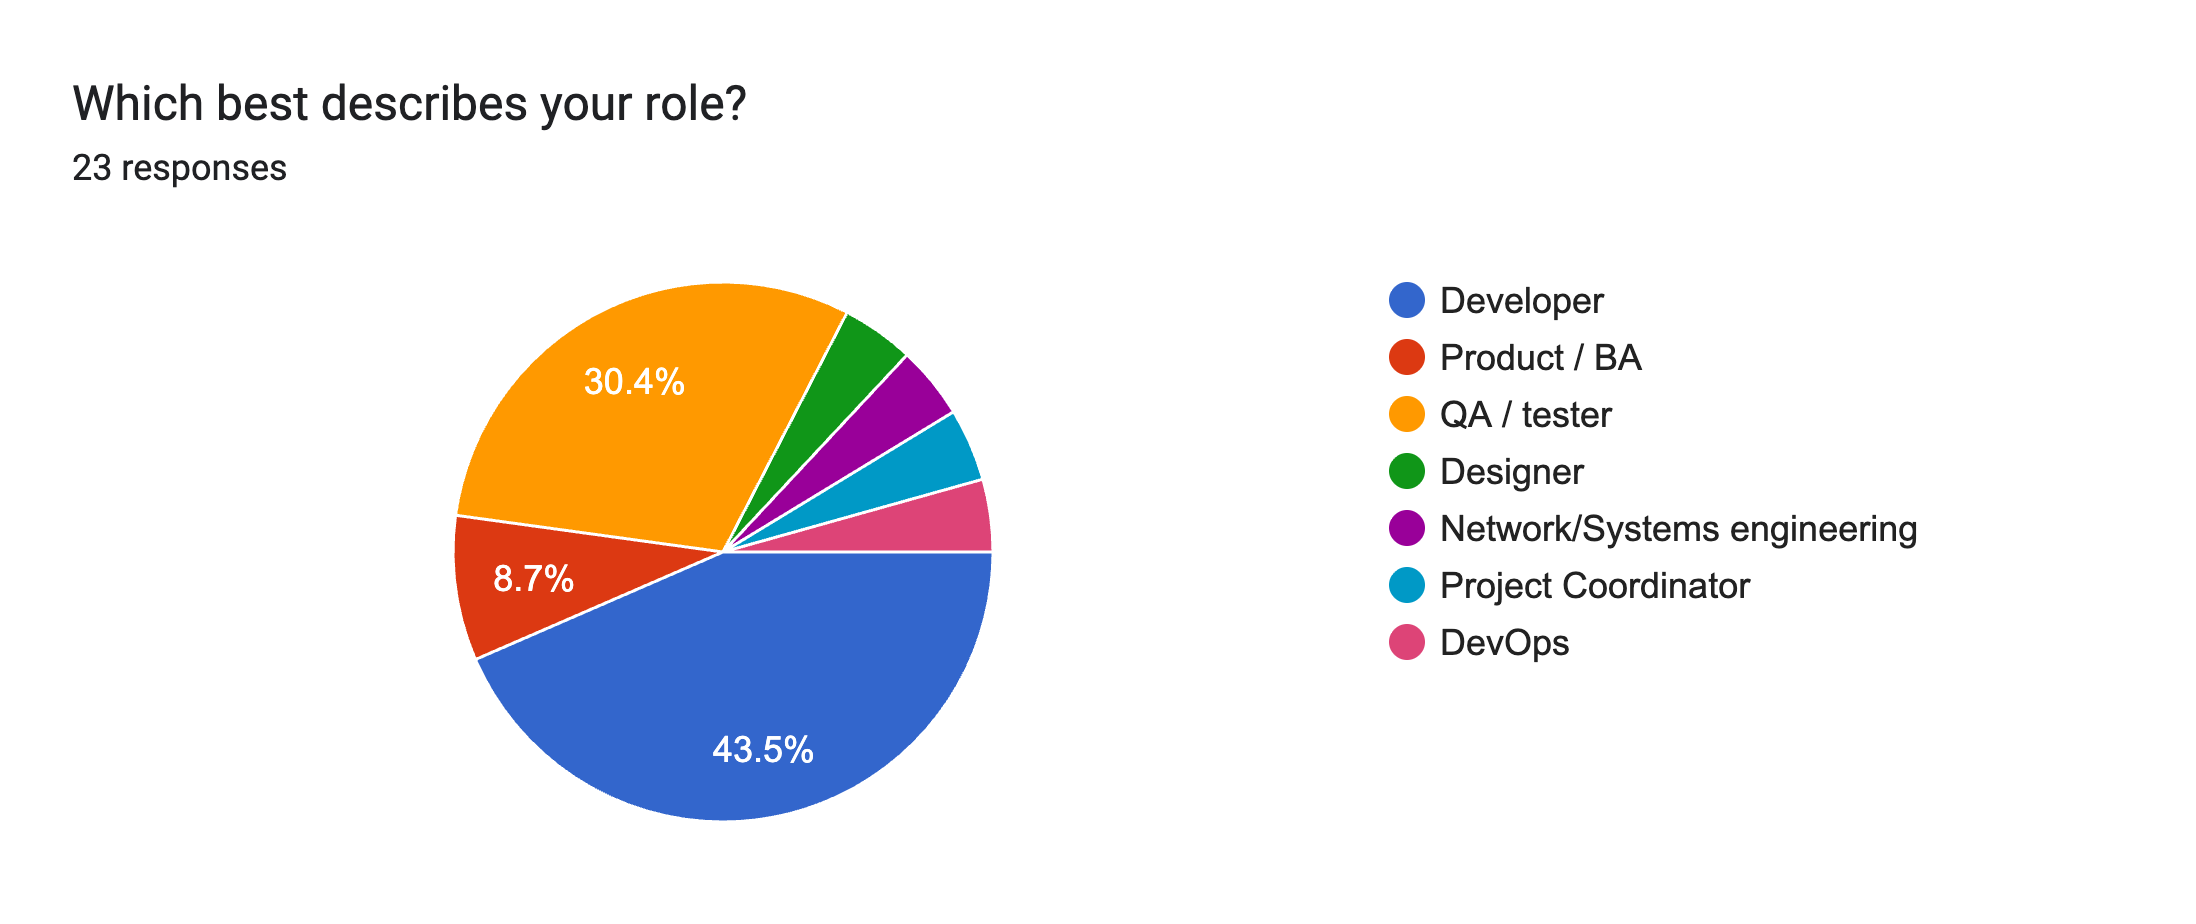 Which best describes your role?
23 responses
30.4%
8.7%
43.5%
Developer
Product / BA
QA / tester
Designer
Network/Systems engineering
Project Coordinator
DevOps